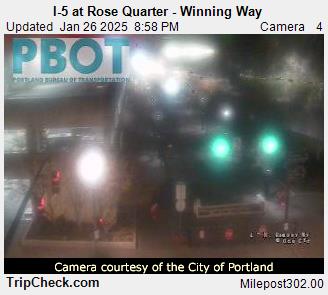 I-5 at Rose Quarter - Winning Way
Updated Jan 26 2025 8:58 PM Camera 4
PBOT
PORTLAND BUREAU OF TRANSPORTATION
Camera courtesy of the City of Portland
TripCheck.com Milepost302.00